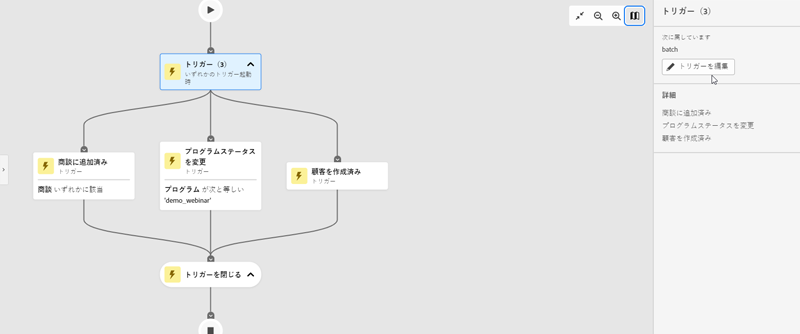 トリガー（3）
いずれかのトリガー起動
時
商談に追加済み
トリガー
商談 いずれかに該当
プログラムステータス
を変更
トリガー
プログラム が次と等しい
'demo_webinar'
顧客を作成済み
トリガー
トリガーを閉じる
トリガー（3）
次に属しています
batch
トリガーを編集
詳細
商談に追加済み
プログラムステータスを変更
顧客を作成済み